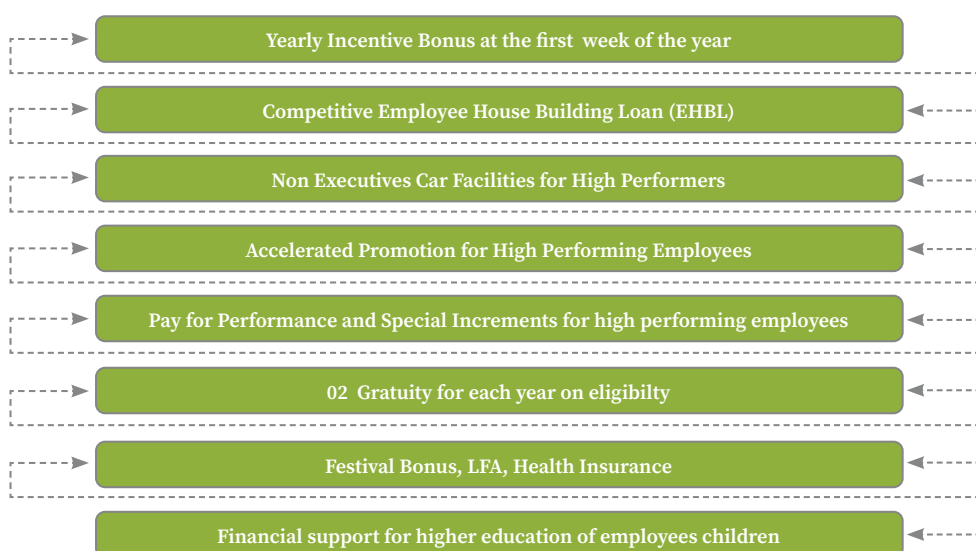 Yearly Incentive Bonus at the first week of the year
Competitive Employee House Building Loan (EHBL)
Non Executives Car Facilities for High Performers
Accelerated Promotion for High Performing Employees
Pay for Performance and Special Increments for high performing employees
02 Gratuity for each year on eligibilty
Festival Bonus, LFA, Health Insurance
Financial support for higher education of employees children